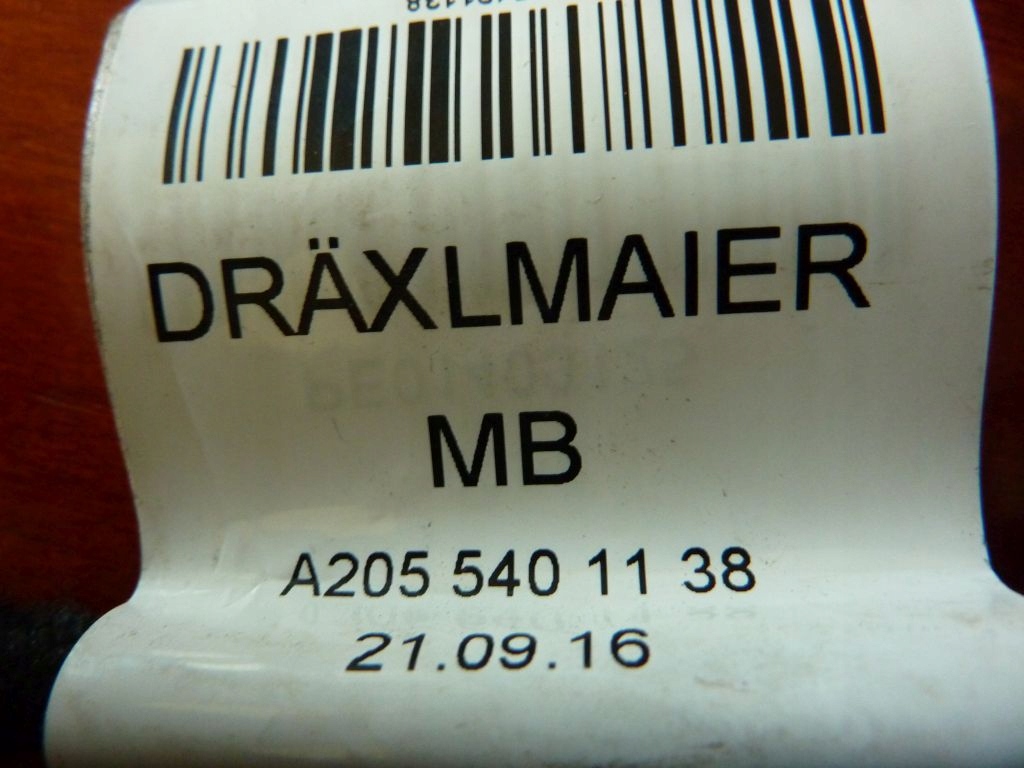 DRÄXLMAIER
MB
A205 540 11 38
21.09.16